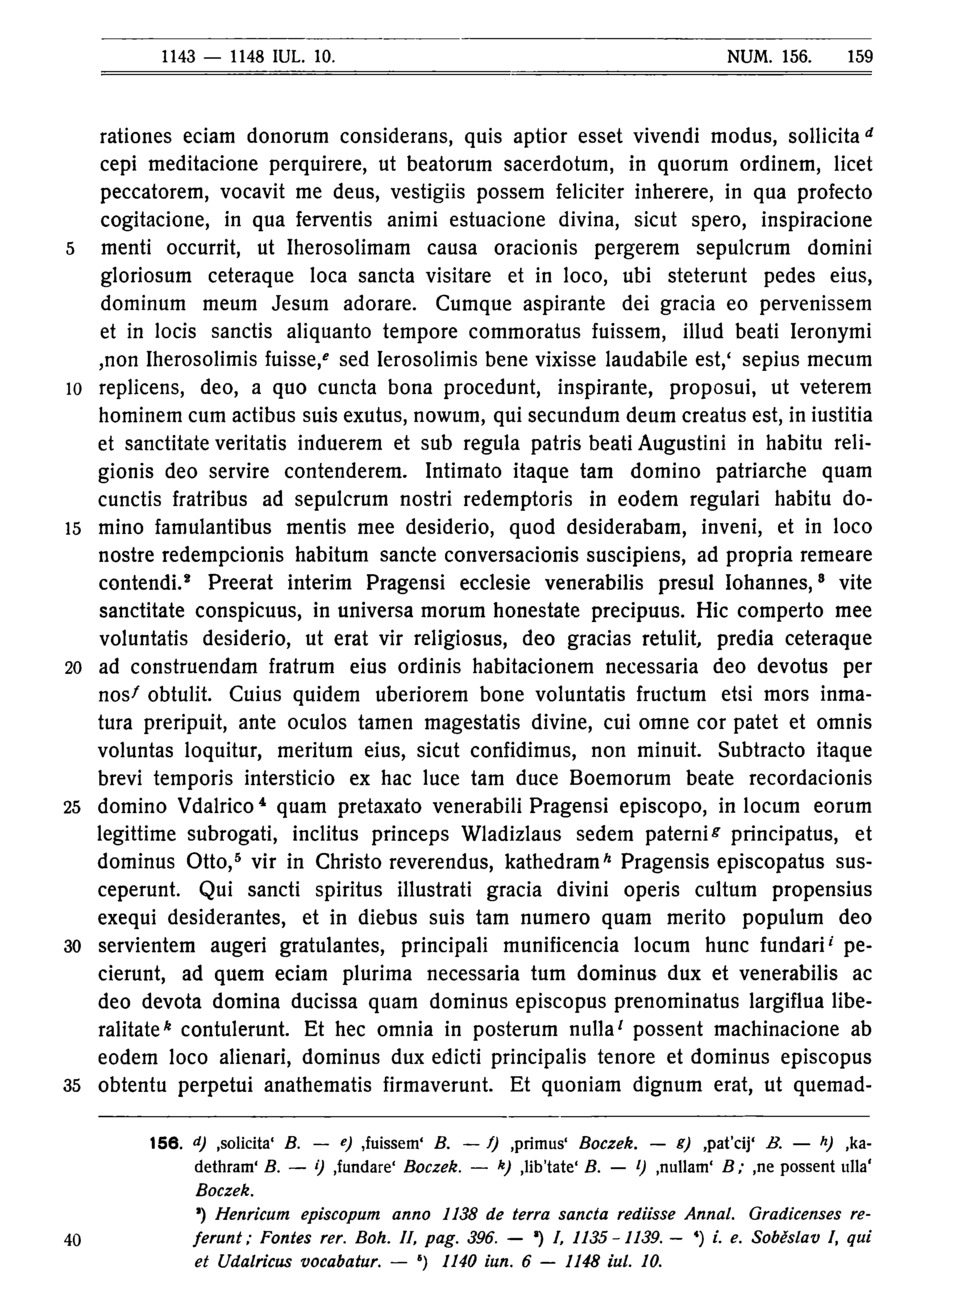 1143 — 1148 IUL. 10. NUM. 156. 159
rationes eciam donorum considerans, quis aptior esset vivendi modus, sollicita d
cepi meditacione perquirere, ut beatorum sacerdotum, in quorum ordinem, licet
peccatorem, vocavit me deus, vestigiis possem feliciter inherere, in qua profecto
cogitacione, in qua ferventis animi estuacione divina, sicut spero, inspiracione
5 menti occurrit, ut Iherosolimam causa oracionis pergerem sepulcrum domini
gloriosum ceteraque loca sancta visitare et in loco, ubi steterunt pedes eius,
dominum meum Jesum adorare. Cumque aspirante dei gracia eo pervenissem
et in locis sanctis aliquanto tempore commoratus fuissem, illud beati Ieronymi
‚non Iherosolimis fuisse,e sed Ierosolimis bene vixisse laudabile est,‘ sepius mecum
10 replicens, deo, a quo cuncta bona procedunt, inspirante, proposui, ut veterem
hominem cum actibus suis exutus, nowum, qui secundum deum creatus est, in iustitia
et sanctitate veritatis induerem et sub regula patris beati Augustini in habitu reli-
gionis deo servire contenderem. Intimato itaque tam domino patriarche quam
cunctis fratribus ad sepulcrum nostri redemptoris in eodem regulari habitu do-
15 mino famulantibus mentis mee desiderio, quod desiderabam, inveni, et in loco
nostre redempcionis habitum sancte conversacionis suscipiens, ad propria remeare
contendi.² Preerat interim Pragensi ecclesie venerabilis presul Iohannes,³ vite
sanctitate conspicuus, in universa morum honestate precipuus. Hic comperto mee
voluntatis desiderio, ut erat vir religiosus, deo gracias retulit, predia ceteraque
20 ad construendam fratrum eius ordinis habitacionem necessaria deo devotus per
nos f obtulit. Cuius quidem uberiorem bone voluntatis fructum etsi mors inma-
tura preripuit, ante oculos tamen magestatis divine, cui omne cor patet et omnis
voluntas loquitur, meritum eius, sicut confidimus, non minuit. Subtracto itaque
brevi temporis intersticio ex hac luce tam duce Boemorum beate recordacionis
25 domino Vdalrico⁴ quam pretaxato venerabili Pragensi episcopo, in locum eorum
legittime subrogati, inclitus princeps Wladizlaus sedem paterni g principatus, et
dominus Otto,⁵ vir in Christo reverendus, kathedram h Pragensis episcopatus sus-
ceperunt. Qui sancti spiritus illustrati gracia divini operis cultum propensius
exequi desiderantes, et in diebus suis tam numero quam merito populum deo
30 servientem augeri gratulantes, principali munificencia locum hunc fundari i pe-
cierunt, ad quem eciam plurima necessaria tum dominus dux et venerabilis ac
deo devota domina ducissa quam dominus episcopus prenominatus largiflua libe-
ralitate k contulerunt. Et hec omnia in posterum nulla l possent machinacione ab
eodem loco alienari, dominus dux edicti principalis tenore et dominus episcopus
35 obtentu perpetui anathematis firmaverunt. Et quoniam dignum erat, ut quemad-
156. d) ‚solicita‘ B. — e) ‚fuissem‘ B. — f) ‚primus‘ Boczek. — g) ‚pat'cij‘ B. — h) ‚ka-
dethram‘ B. — i) ‚fundare‘ Boczek. — k) ‚lib'tate‘ B. — l) ‚nullam‘ B; ‚ne possent ulla‘
Boczek.
²) Henricum episcopum anno 1138 de terra sancta rediisse Annal. Gradicenses re-
40 ferunt; Fontes rer. Boh. II, pag. 396. — ³) I, 1135-1139. — ⁴) i. e. Soběslav I, qui
et Udalricus vocabatur. — ⁵) 1140 iun. 6 — 1148 iul. 10.